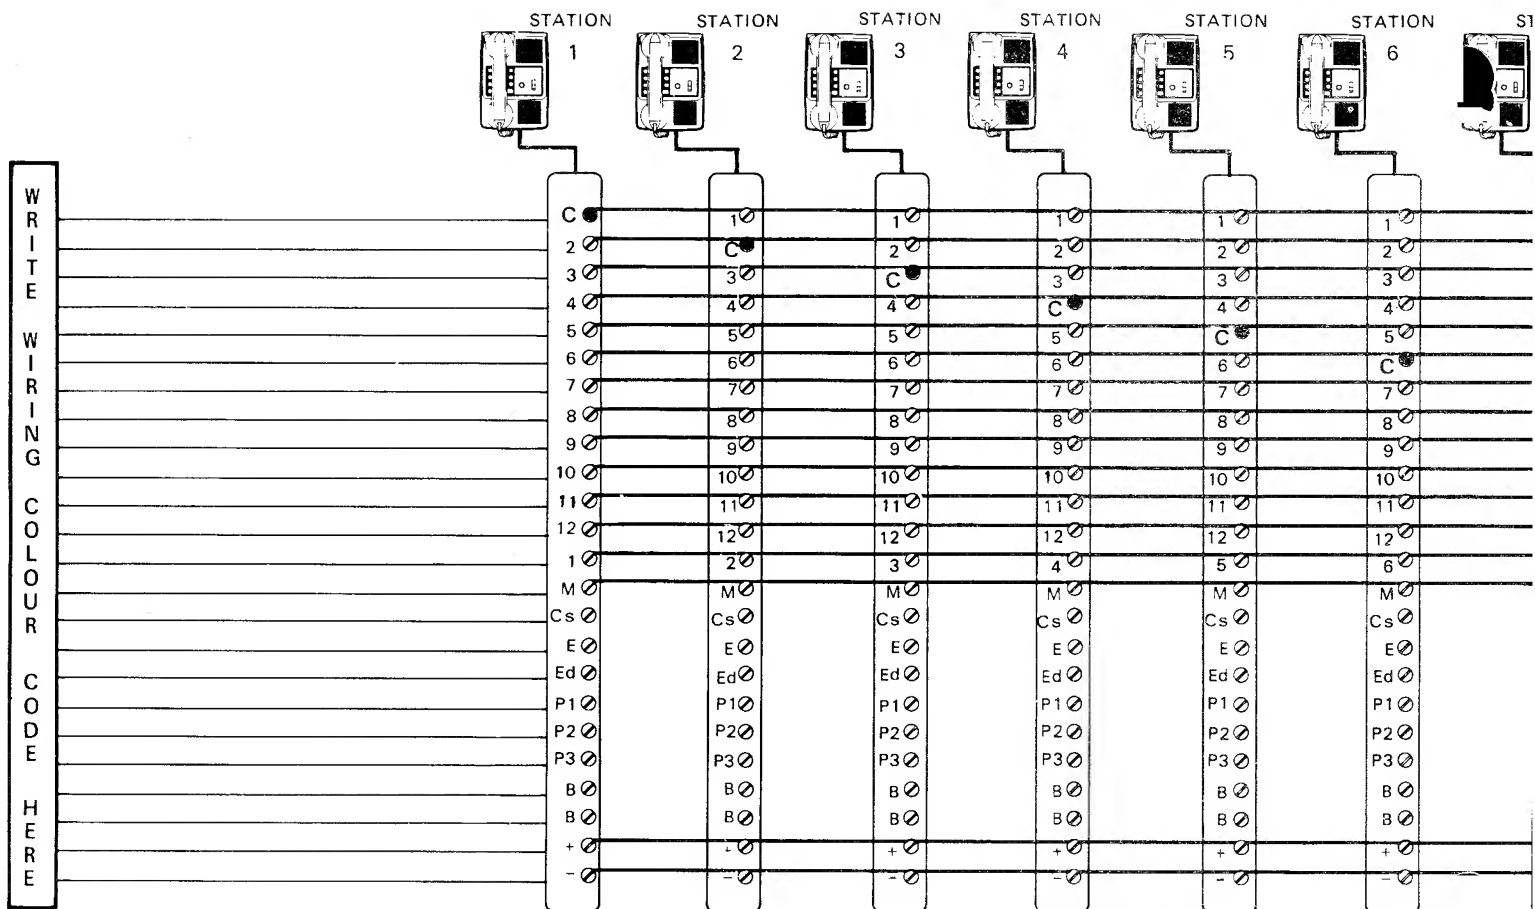 STATION STATION STATION STATION STATION STATION ST
1 2 3 4 5 6
WRITE WIRING COLOUR CODE HERE
C 1 1 1 1 1
2 C 2 2 2 2
3 3 C 3 3 3
4 4 4 C 4 4
5 5 5 5 C 5
6 6 6 6 6 C
7 7 7 7 7 7
8 8 8 8 8 8
9 9 9 9 9 9
10 10 10 10 10 10
11 11 11 11 11 11
12 12 12 12 12 12
1 2 3 4 5 6
M M M M M M
Cs Cs Cs Cs Cs Cs
E E E E E E
Ed Ed Ed Ed Ed Ed
P1 P1 P1 P1 P1 P1
P2 P2 P2 P2 P2 P2
P3 P3 P3 P3 P3 P3
B B B B B B
B B B B B B
+ + + + + +
- - - - - -